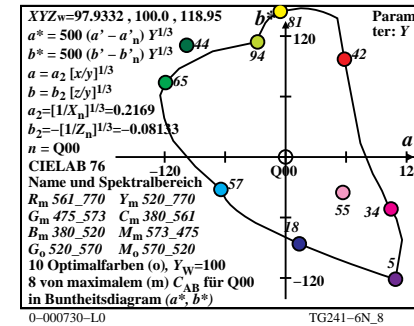 XYZw=97.9332, 100.0, 118.95
a* = 500 (a' - a'n) Y1/3
b* = 500 (b' - b'n) Y1/3
a = a2 [x/y]1/3
b = b2 [z/y]1/3
a2=[1/Xn]1/3=0.2169
b2=-[1/Zn]1/3=-0.08133
n = Q00
CIELAB 76
Name und Spektralbereich
Rm 561_770 Ym 520_770
Gm 475_573 Cm 380_561
Bm 380_520 Mm 573_475
Go 520_570 Mo 570_520
10 Optimalfarben (o), YW=100
8 von maximalem (m) CAB für Q00
in Buntheitsdiagram (a*, b*)
b*
81
Param
ter: Y
120
44
94
42
65
a
−120
Q00
12
57
55
34
18
5
−120
0-000730-L0
TG241-6N_8